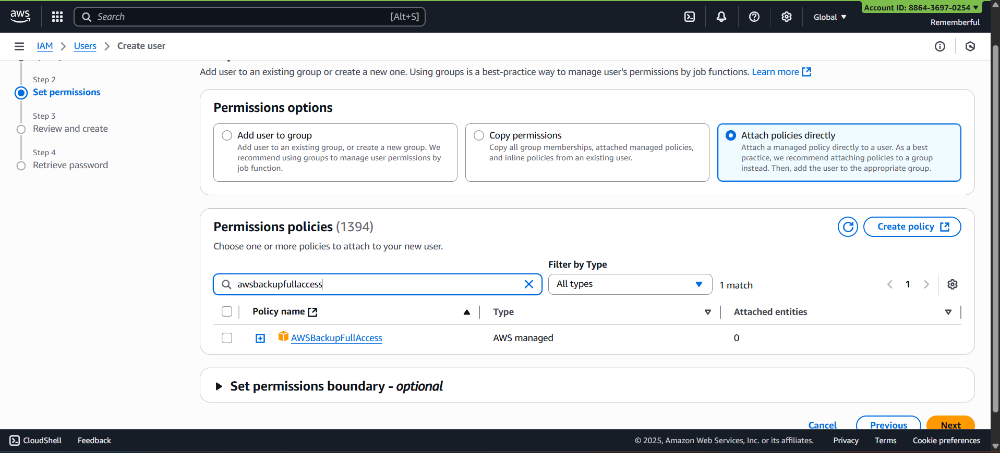 aws
Search
[Alt+S]
Global
Account ID: 8864-3697-0254
Rememberful
IAM
Users
Create user
Add user to an existing group or create a new one. Using groups is a best-practice way to manage user's permissions by job functions. Learn more
Step 2
Set permissions
Step 3
Review and create
Step 4
Retrieve password
Permissions options
Add user to group
Add user to an existing group, or create a new group. We
recommend using groups to manage user permissions by
job function.
Copy permissions
Copy all group memberships, attached managed policies,
and inline policies from an existing user.
Attach policies directly
Attach a managed policy directly to a user. As a best
practice, we recommend attaching policies to a group
instead. Then, add the user to the appropriate group.
Permissions policies (1394)
Create policy
Choose one or more policies to attach to your new user.
Filter by Type
awsbackupfullaccess
All types
1 match
1
Policy name
Type
Attached entities
AWSBackupFullAccess
AWS managed
0
Set permissions boundary - optional
Cancel
Previous
Next
CloudShell
Feedback
© 2025, Amazon Web Services, Inc. or its affiliates.
Privacy
Terms
Cookie preferences